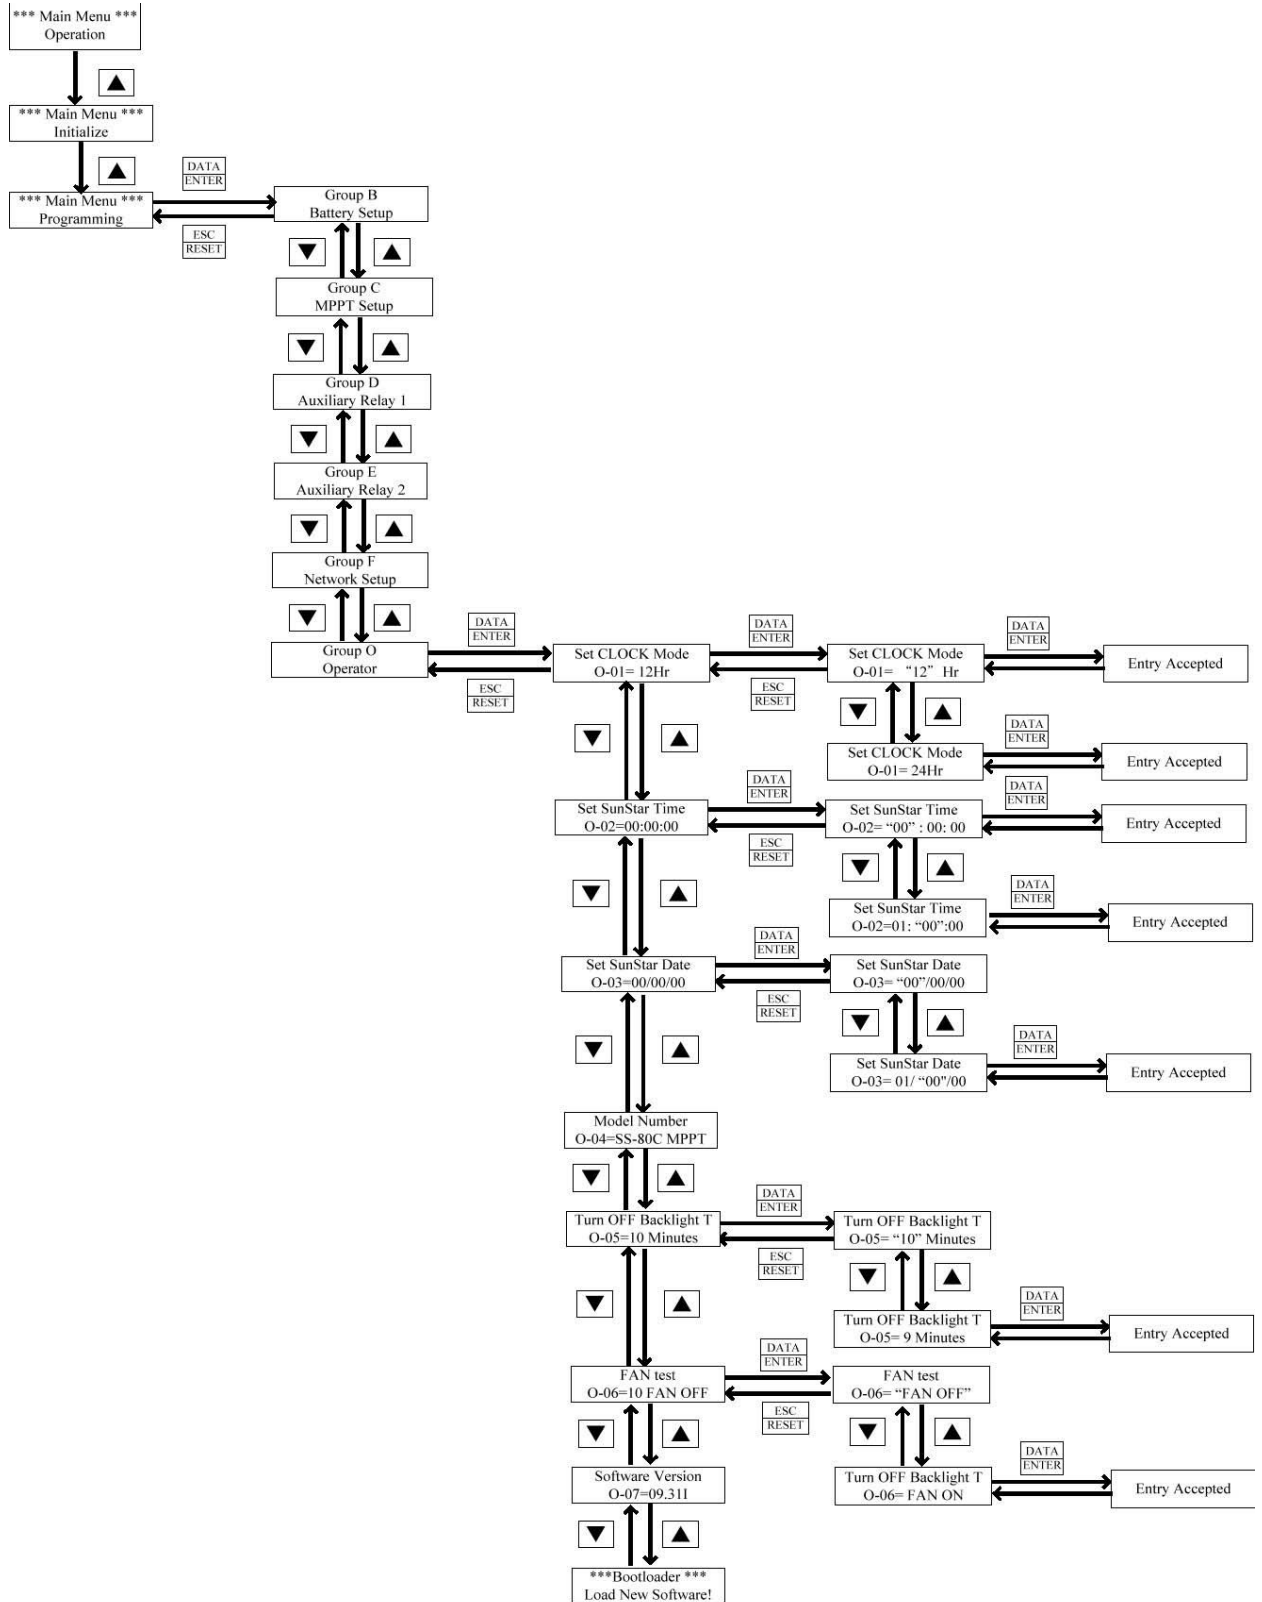 *** Main Menu ***
Operation
*** Main Menu ***
Initialize
*** Main Menu ***
Programming
DATA
ENTER
ESC
RESET
Group B
Battery Setup
Group C
MPPT Setup
Group D
Auxiliary Relay 1
Group E
Auxiliary Relay 2
Group F
Network Setup
Group O
Operator
DATA
ENTER
ESC
RESET
Set CLOCK Mode
O-01= 12Hr
DATA
ENTER
ESC
RESET
Set CLOCK Mode
O-01= “12” Hr
DATA
ENTER
Entry Accepted
Set CLOCK Mode
O-01= 24Hr
DATA
ENTER
Entry Accepted
Set SunStar Time
O-02=00:00:00
DATA
ENTER
ESC
RESET
Set SunStar Time
O-02= “00” : 00: 00
DATA
ENTER
Entry Accepted
Set SunStar Time
O-02=01: “00”:00
DATA
ENTER
Entry Accepted
Set SunStar Date
O-03=00/00/00
DATA
ENTER
ESC
RESET
Set SunStar Date
O-03= “00”/00/00
Set SunStar Date
O-03= 01/ “00"/00
DATA
ENTER
Entry Accepted
Model Number
O-04=SS-80C MPPT
Turn OFF Backlight T
O-05=10 Minutes
DATA
ENTER
ESC
RESET
Turn OFF Backlight T
O-05= “10” Minutes
Turn OFF Backlight T
O-05= 9 Minutes
DATA
ENTER
Entry Accepted
FAN test
O-06=10 FAN OFF
DATA
ENTER
ESC
RESET
FAN test
O-06= “FAN OFF”
Turn OFF Backlight T
O-06= FAN ON
DATA
ENTER
Entry Accepted
Software Version
O-07=09.31I
***Bootloader ***
Load New Software!